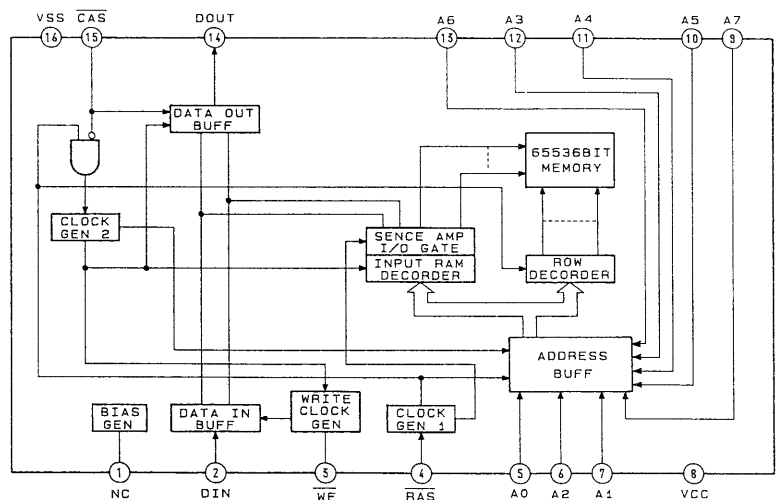 VSS CAS DOUT A6 A3 A4 A5 A7
16 15 14 13 12 11 10 9
DATA OUT
BUFF
65536BIT
MEMORY
CLOCK
GEN 2
SENCE AMP
I/O GATE
INPUT RAM
DECORDER
ROW
DECORDER
ADDRESS
BUFF
BIAS
GEN
DATA IN
BUFF
WRITE
CLOCK
GEN
CLOCK
GEN 1
1 2 3 4 5 6 7 8
NC DIN WE RAS A0 A2 A1 VCC